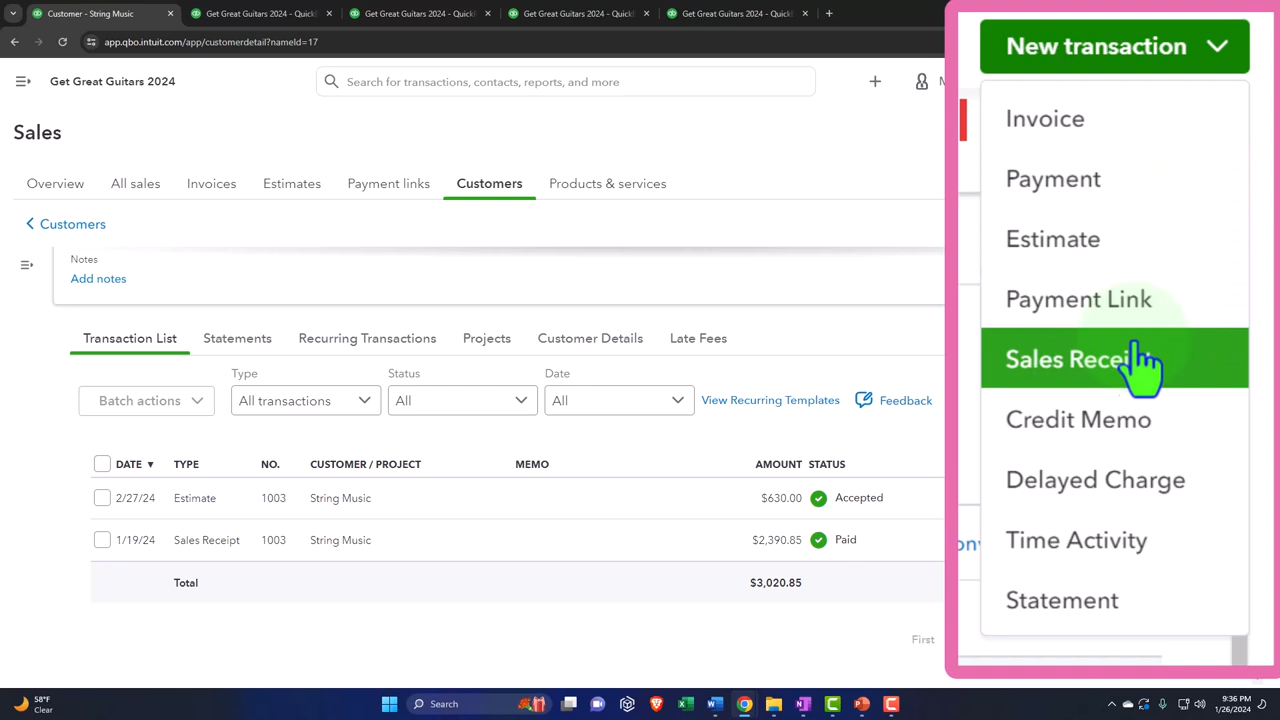 Get Great Guitars 2024 - Quick
Get Great Guitars 2024 - Quick
Get Great Guitars 2024 - Quick
Get Great Guitars 2024 - Quick
app.qbo.intuit.com/app/customerdetail?nameId=17
Get Great Guitars 2024
Search for transactions, contacts, reports, and more
Sales
Overview
All sales
Invoices
Estimates
Payment links
Customers
Products & services
Customers
Notes
Add notes
Transaction List
Statements
Recurring Transactions
Projects
Customer Details
Late Fees
Type
Status
Date
Batch actions
All transactions
All
All
View Recurring Templates
Feedback
DATE ▼ TYPE NO. CUSTOMER / PROJECT MEMO AMOUNT STATUS
2/27/24 Estimate 1003 String Music $630.00 Accepted
1/19/24 Sales Receipt 1003 String Music $2,390.85 Paid
Total $3,020.85
First
New transaction
Invoice
Payment
Estimate
Payment Link
Sales Receipt
Credit Memo
Delayed Charge
Time Activity
Statement
58°F
Clear
Search
9:36 PM
1/26/2024